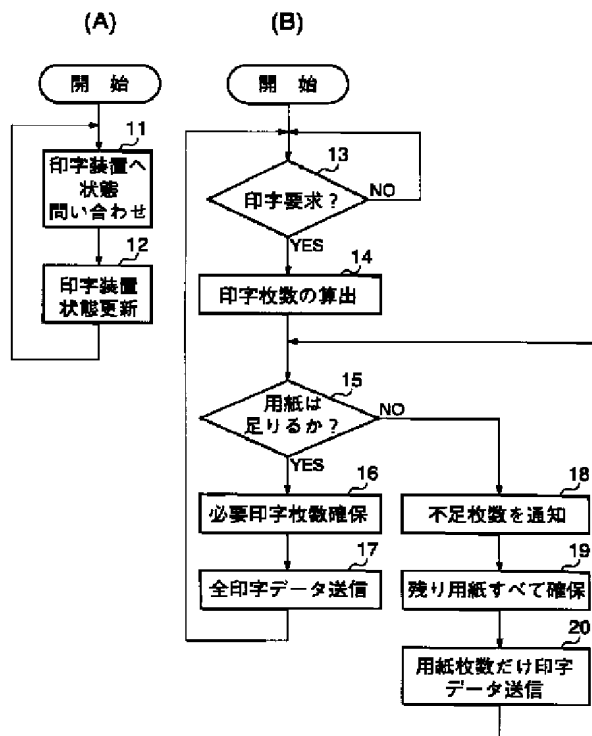 (A)
開　始
11
印字装置へ
状態
問い合わせ
12
印字装置
状態更新
(B)
開　始
13
印字要求？
NO
YES
14
印字枚数の算出
15
用紙は
足りるか？
NO
YES
16
必要印字枚数確保
17
全印字データ送信
18
不足枚数を通知
19
残り用紙すべて確保
20
用紙枚数だけ印字
データ送信